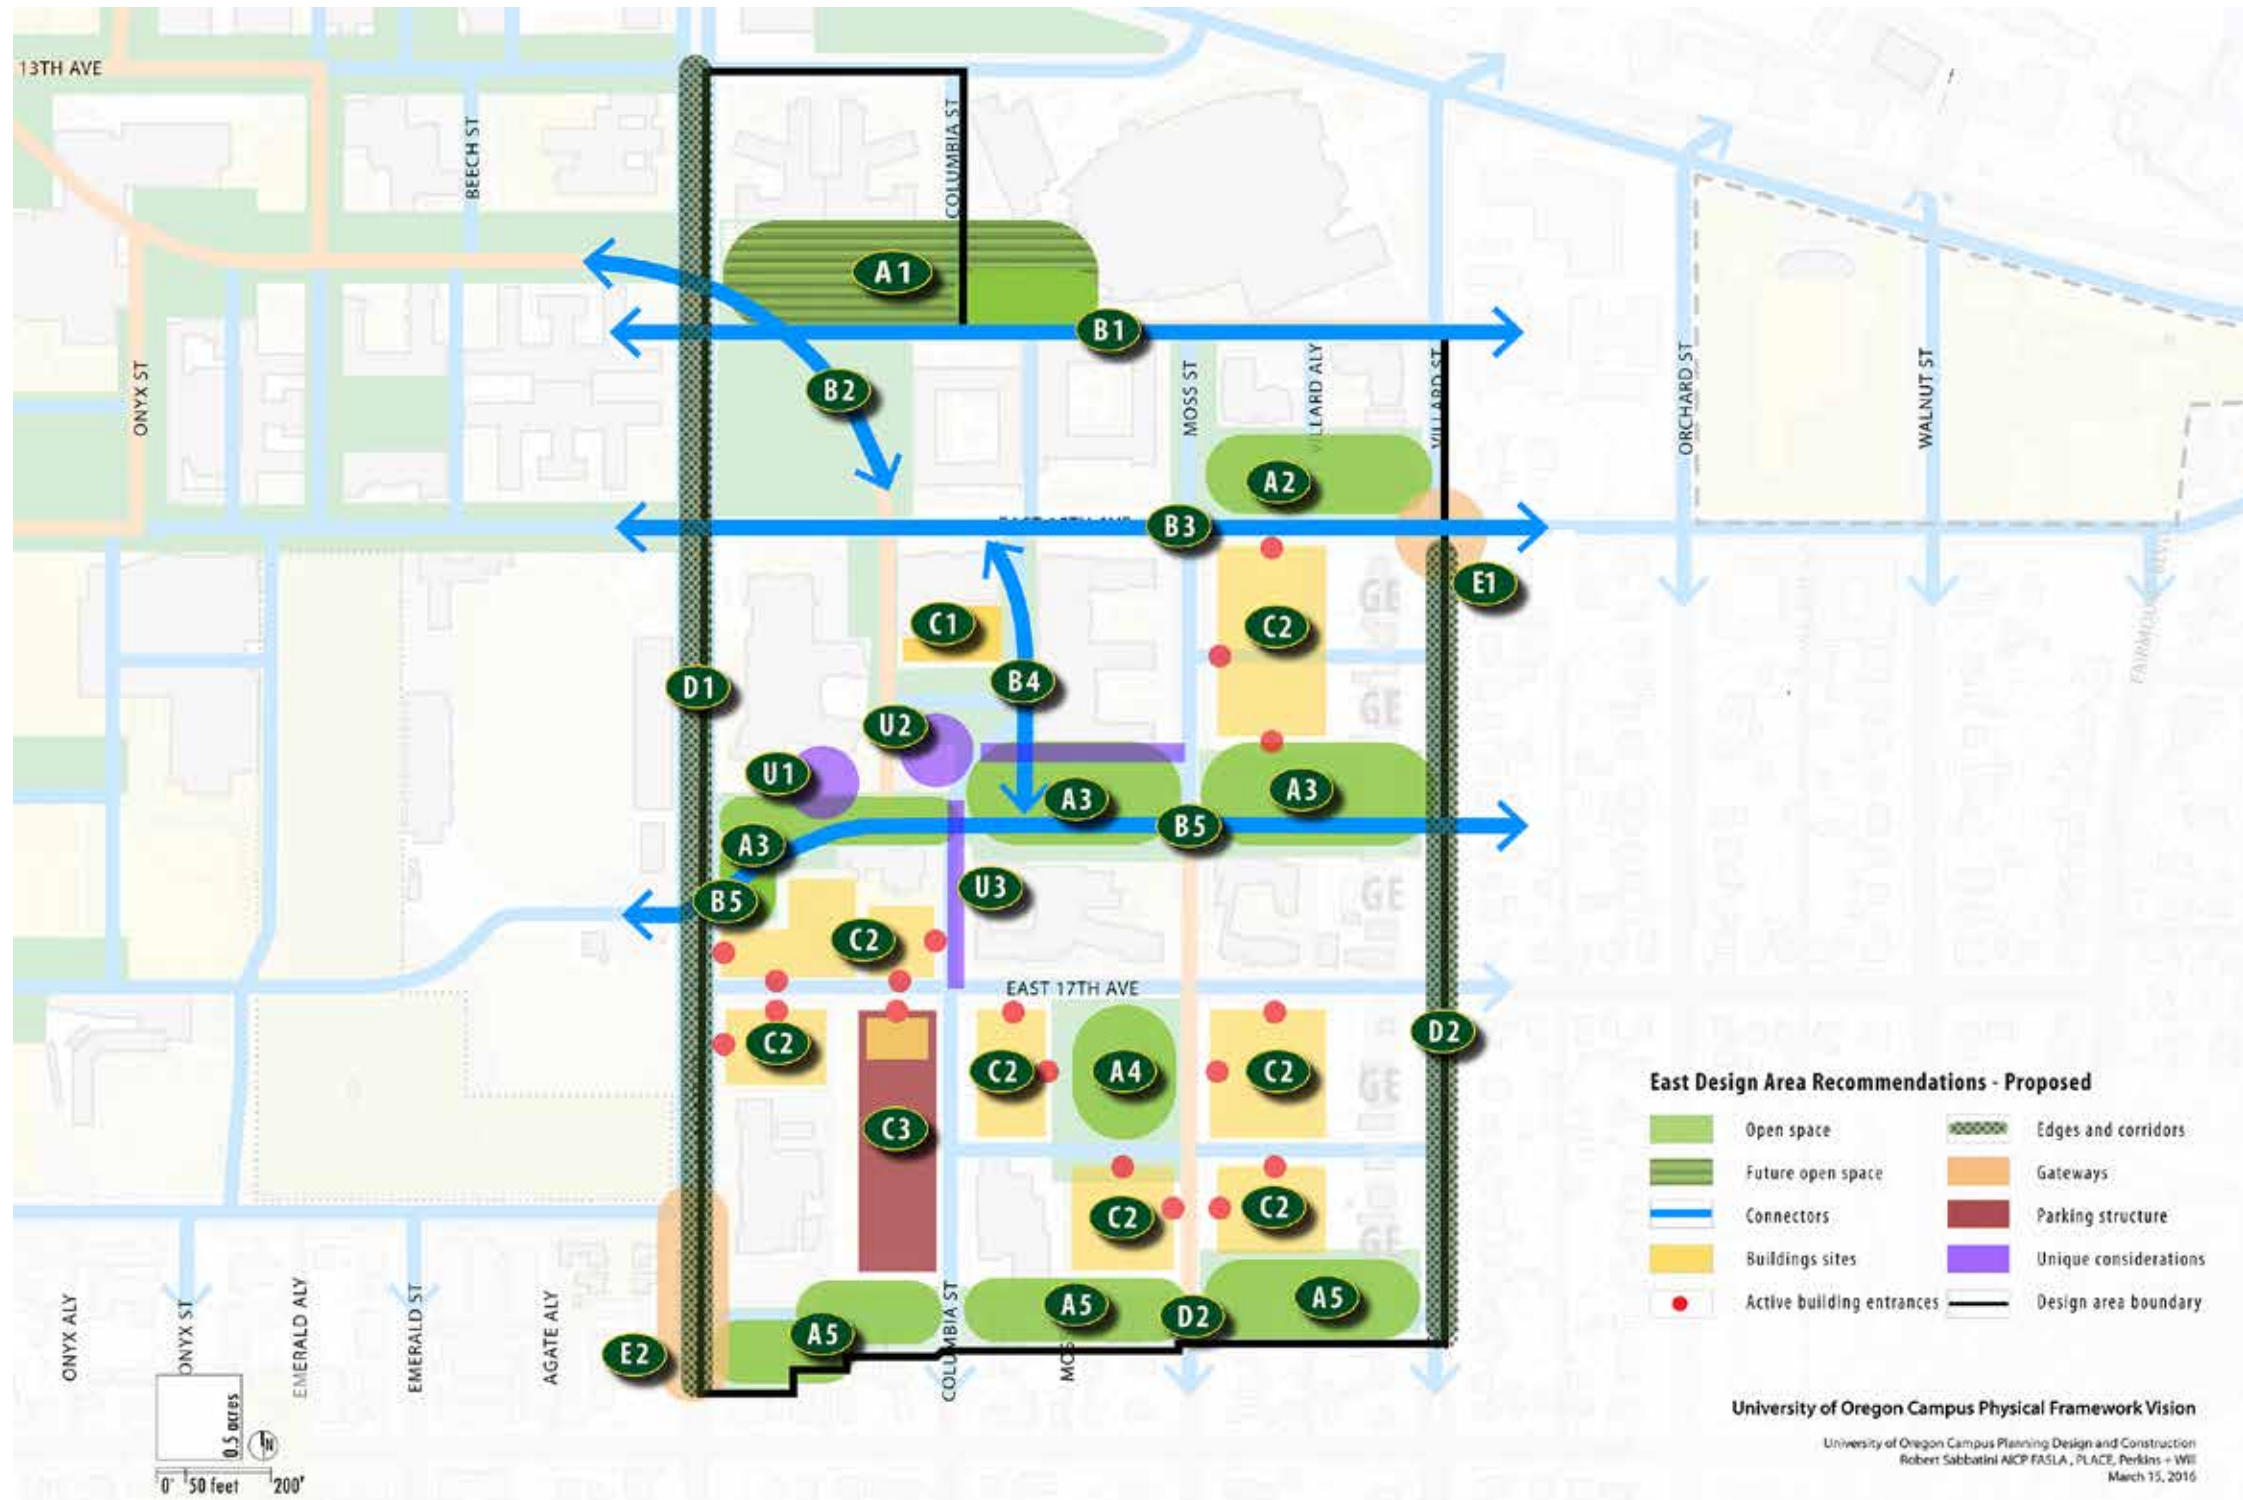 13TH AVE
BEECH ST
COLUMBIA ST
A1
B1
B2
ONYX ST
MOSS ST
VILLARD ST
ORCHARD ST
WALNUT ST
A2
B3
E1
C1
C2
D1
B4
U2
U1
A3
A3
A3
B5
B5
U3
C2
EAST 17TH AVE
D2
C2
C2
A4
C2
C3
C2
C2
A5
A5
A5
D2
E2
ONYX ALY
ONYX ST
EMERALD ALY
EMERALD ST
AGATE ALY
COLUMBIA ST
0.5 acres
N
0' 50 feet 200'
East Design Area Recommendations - Proposed
Open space
Future open space
Connectors
Buildings sites
Active building entrances
Edges and corridors
Gateways
Parking structure
Unique considerations
Design area boundary
University of Oregon Campus Physical Framework Vision
University of Oregon Campus Planning Design and Construction
Robert Sabbatini AICP FASLA , PLACE, Perkins + Will
March 15, 2016